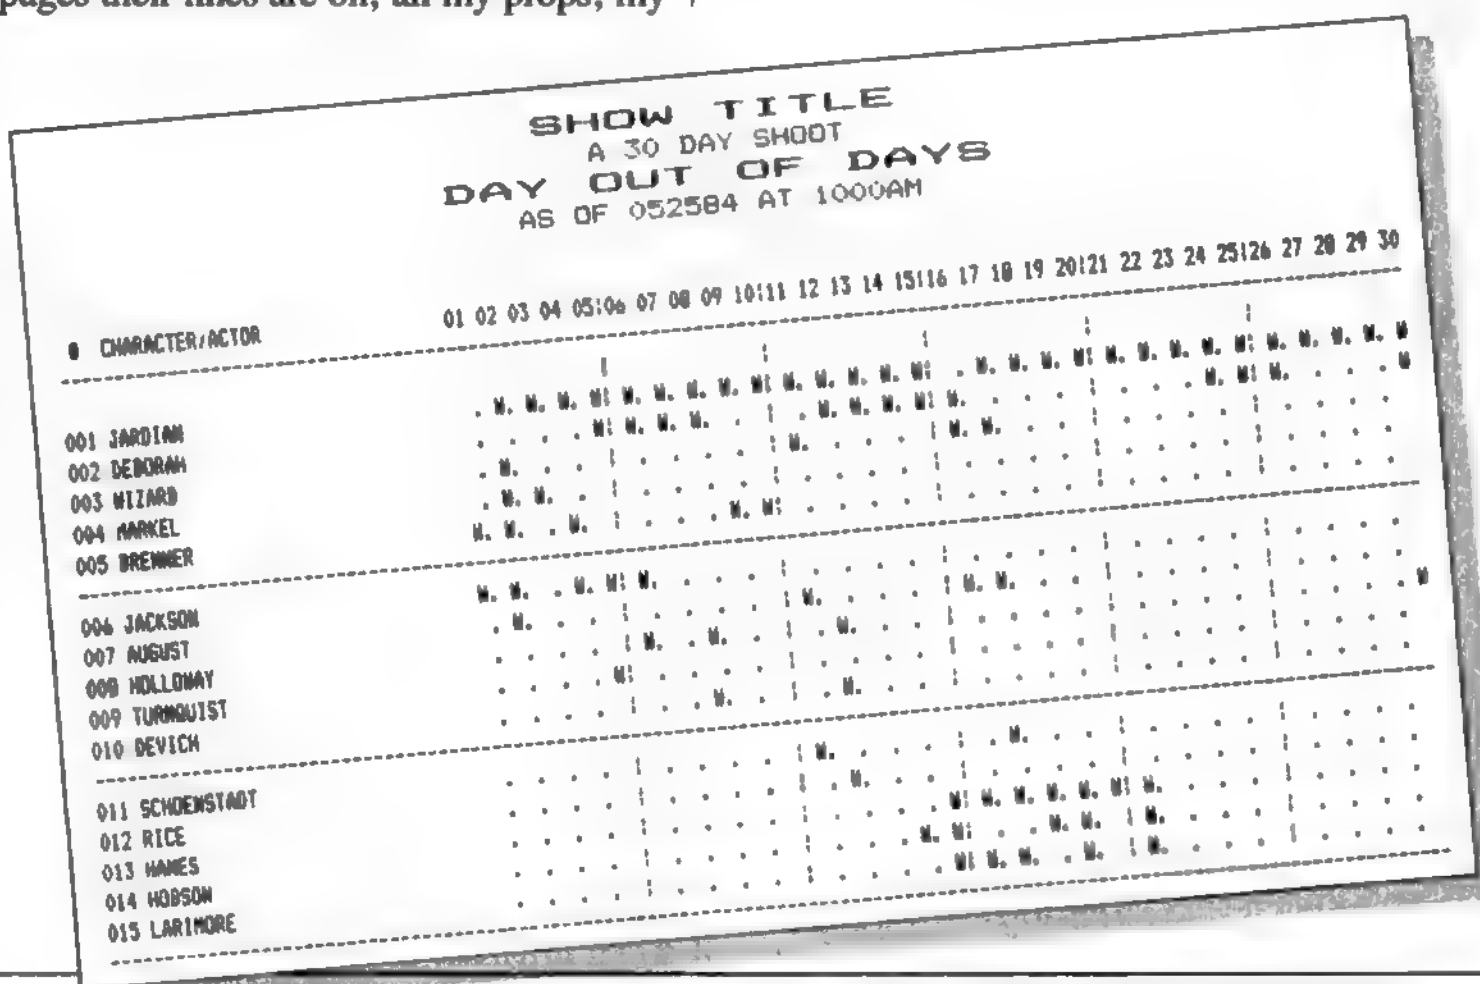 pages their lines are on, all my props, my
SHOW TITLE
A 30 DAY SHOOT
DAY OUT OF DAYS
AS OF 052584 AT 1000AM
# CHARACTER/ACTOR 01 02 03 04 05|06 07 08 09 10|11 12 13 14 15|16 17 18 19 20|21 22 23 24 25|26 27 28 29 30
001 JARDIAN . W. W. W. W| W. W. W. W. W| W. W. W. W. W| . W. W. W. W| W. W. W. W. W| W. W. W. W. W
002 DEBORAH . . . . W| W. W. W. . | . W. W. W. W| W. . . . | . . . W. W| W. . . . W
003 WIZARD . W. . . | . . . . | W. . . . | W. W. . . | . . . . | . . . .
004 MARKEL . W. W. . | . . . . | . . . . | . . . . | . . . . | . . . .
005 BRENNER W. W. . W. | . . . W. W| . . . . | . . . . | . . . . | . . . .
006 JACKSON W. W. . W. W| W. . . . | . . . . | . . . . | . . . . | . . . .
007 AUGUST . W. . . | . . . . | W. . . . | W. W. . . | . . . . | . . . .
008 HOLLOWAY . . . . | W. . W. . | . W. . . | . . . . | . . . . | . . . . W
009 TURNQUIST . . . . W| . . . . | . . . . | . . . . | . . . . | . . . .
010 DEVICH . . . . | . . W. . | . W. . . | . . . . | . . . . | . . . .
011 SCHOENSTADT . . . . | . . . . | W. . . . | . W. . . | . . . . | . . . .
012 RICE . . . . | . . . . | . W. . . | . . . . | . . . . | . . . .
013 HAMES . . . . | . . . . | . . . . W| W. W. W. W. W| W. . . . | . . . .
014 HOBSON . . . . | . . . . | . . . W. W| . . W. W. | W. . . . | . . . .
015 LARIMORE . . . . | . . . . | . . . . W| W. W. . W. | W. . . . | . . . .